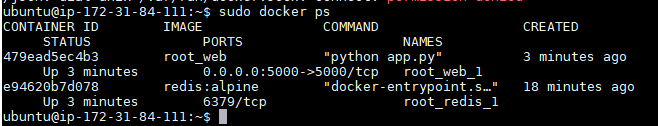 ubuntu@ip-172-31-84-111:~$ sudo docker ps
CONTAINER ID IMAGE COMMAND CREATED
STATUS PORTS NAMES
479ead5ec4b3 root_web "python app.py" 3 minutes ago
Up 3 minutes 0.0.0.0:5000->5000/tcp root_web_1
e94620b7d078 redis:alpine "docker-entrypoint.s…" 18 minutes ago
Up 3 minutes 6379/tcp root_redis_1
ubuntu@ip-172-31-84-111:~$